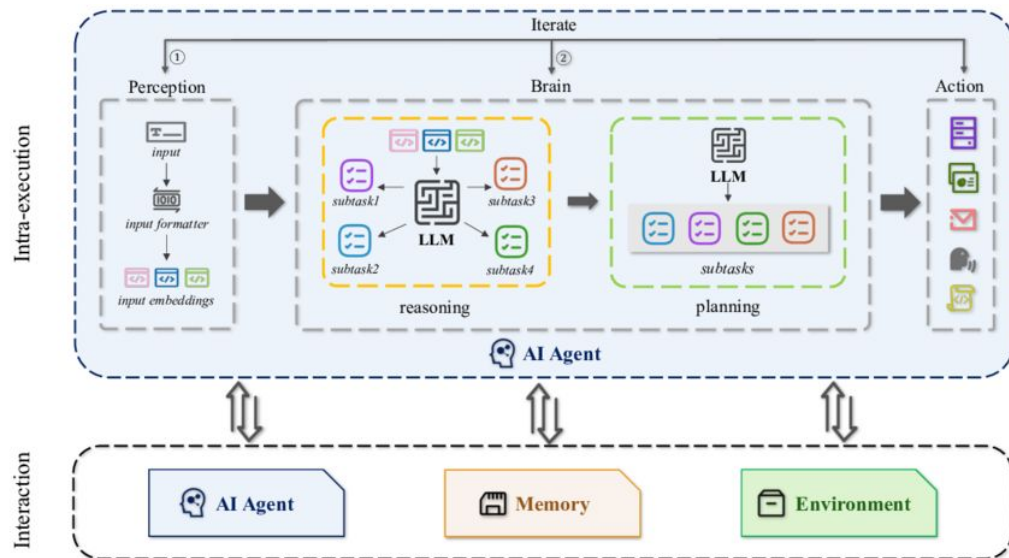 Intra-execution
Iterate
①
②
Perception
Brain
Action
T
input
IOIO
input formatter
</>
</>
</>
input embeddings
</>
</>
</>
subtask1
subtask3
LLM
subtask2
subtask4
reasoning
LLM
subtasks
planning
</>
AI Agent
Interaction
AI Agent
Memory
Environment